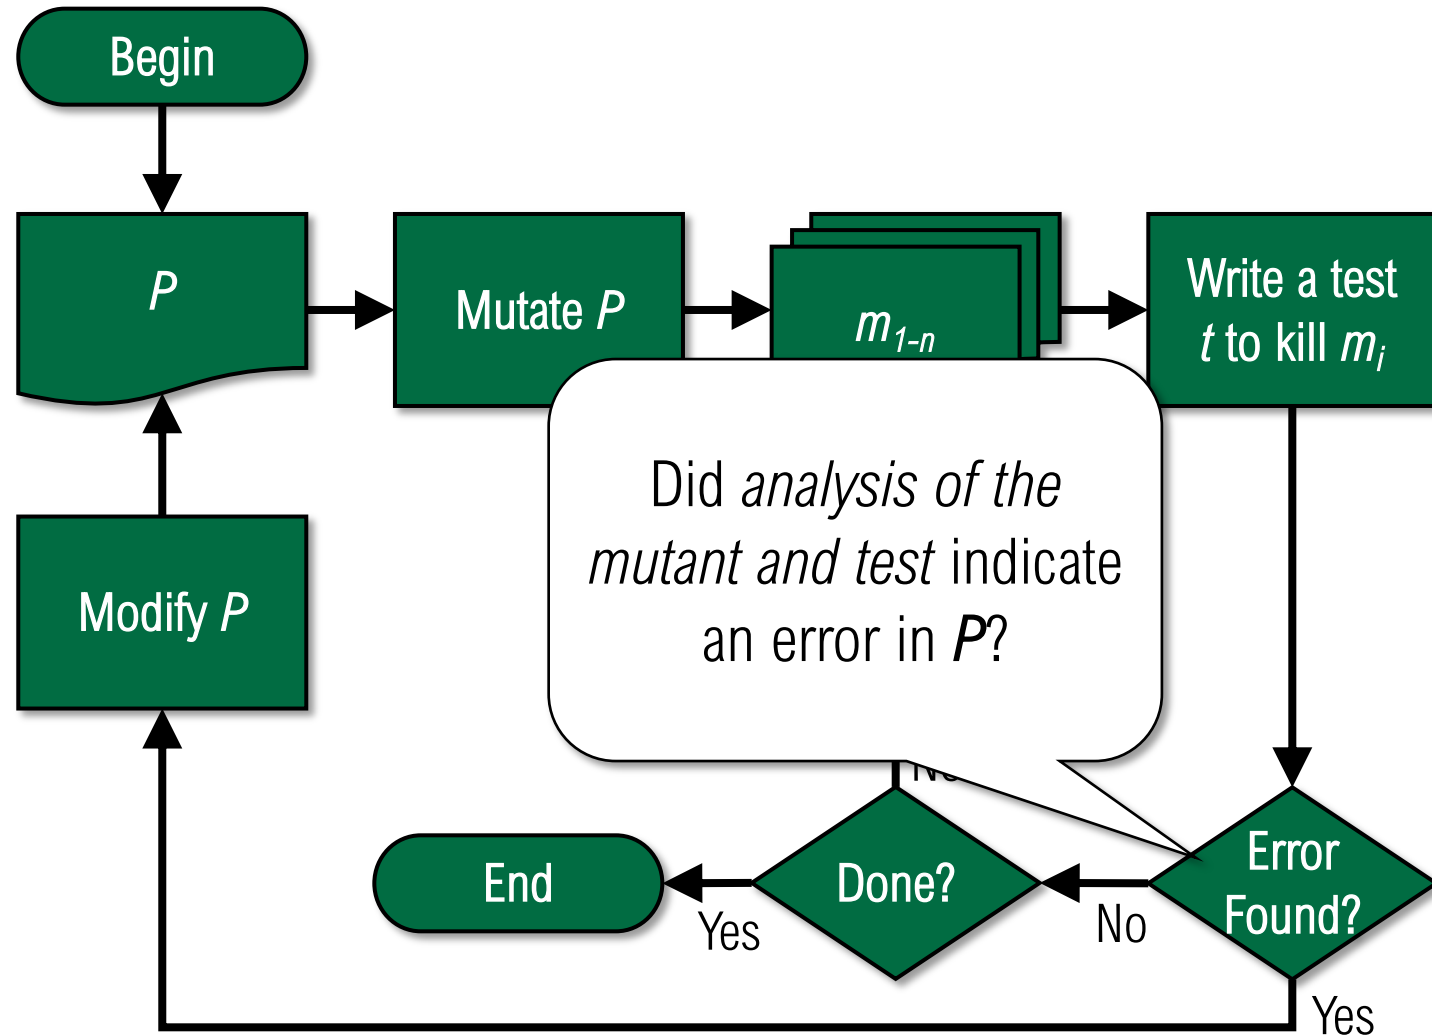 Begin
P
Mutate P
m1-n
Write a test
t to kill mi
Did analysis of the
mutant and test indicate
an error in P?
Modify P
No
End
Yes
Done?
No
Error
Found?
Yes